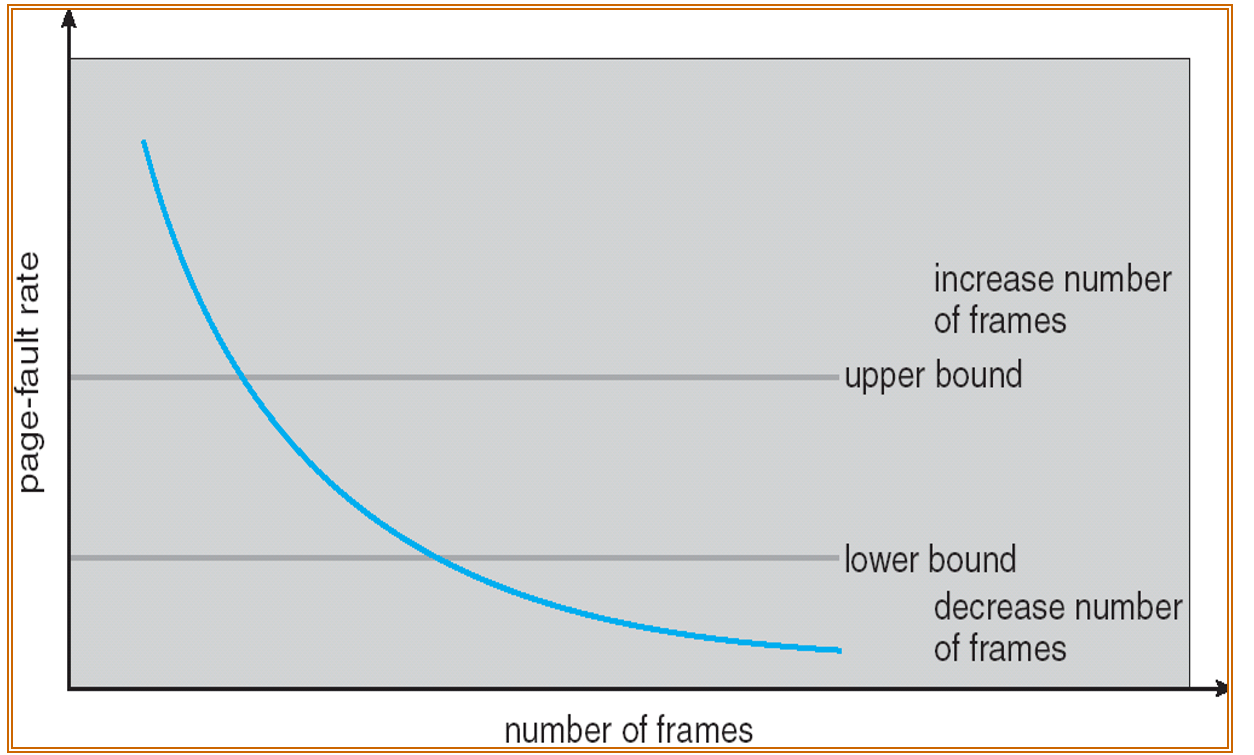 page-fault rate
increase number
of frames
upper bound
lower bound
decrease number
of frames
number of frames